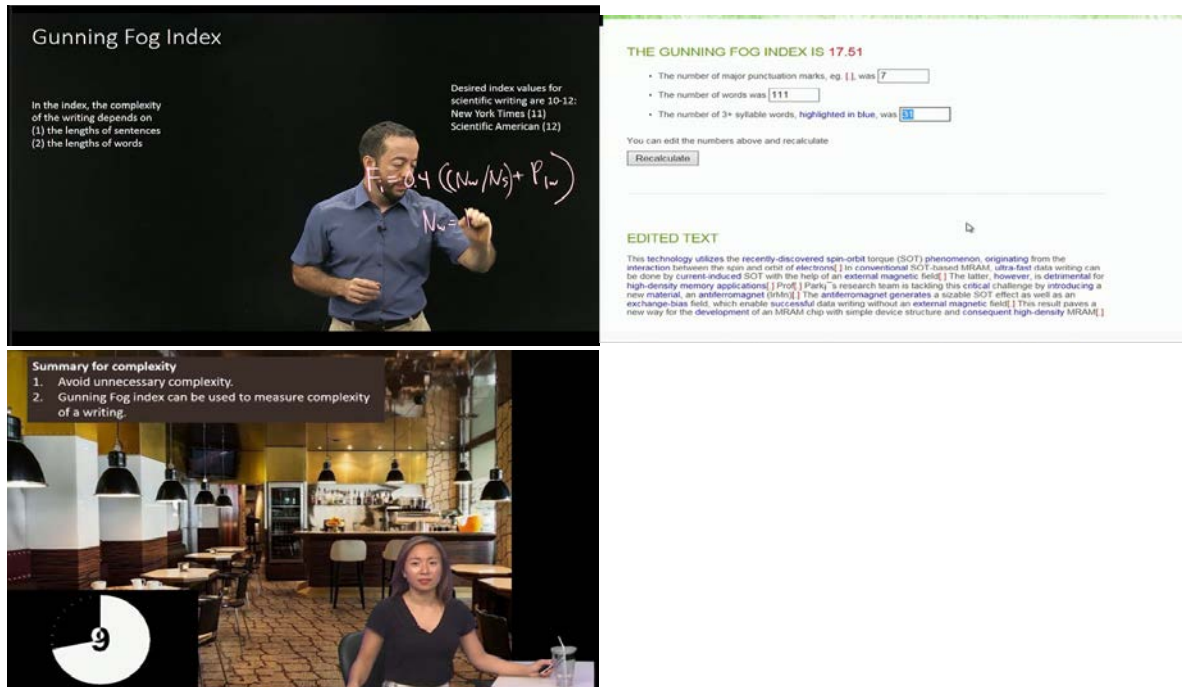 Gunning Fog Index
In the index, the complexity
of the writing depends on
(1) the lengths of sentences
(2) the lengths of words
Desired index values for
scientific writing are 10-12:
New York Times (11)
Scientific American (12)
= 0.4 ((Nw/Ns) + Plw)
Nw =
THE GUNNING FOG INDEX IS 17.51
• The number of major punctuation marks, eg. [.], was 7
• The number of words was 111
• The number of 3+ syllable words, highlighted in blue, was 31
You can edit the numbers above and recalculate
Recalculate
EDITED TEXT
This technology utilizes the recently-discovered spin-orbit torque (SOT) phenomenon, originating from the
interaction between the spin and orbit of electrons[.] In conventional SOT-based MRAM, ultra-fast data writing can
be done by current-induced SOT with the help of an external magnetic field[.] The latter, however, is detrimental for
high-density memory applications[.] Prof[.] Park¡¯s research team is tackling this critical challenge by introducing a
new material, an antiferromagnet (IrMn)[.] The antiferromagnet generates a sizable SOT effect as well as an
exchange-bias field, which enable successful data writing without an external magnetic field[.] This result paves a
new way for the development of an MRAM chip with simple device structure and consequent high-density MRAM[.]
Summary for complexity
1. Avoid unnecessary complexity.
2. Gunning Fog index can be used to measure complexity
of a writing.
9